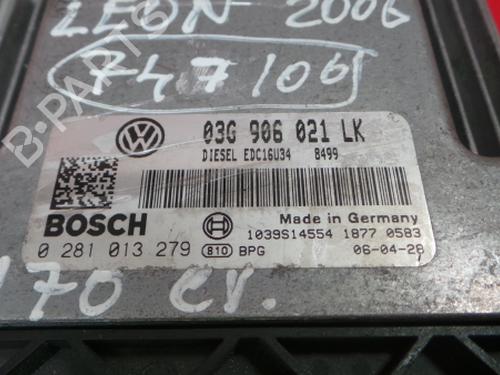 LEON - 2006
747106
VW
03G 906 021 LK
DIESEL EDC16U34 8499
BOSCH
Made in Germany
1039S14554 1877 0583
0 281 013 279 810 BPG 06-04-28
170 CV.
B-PARTS